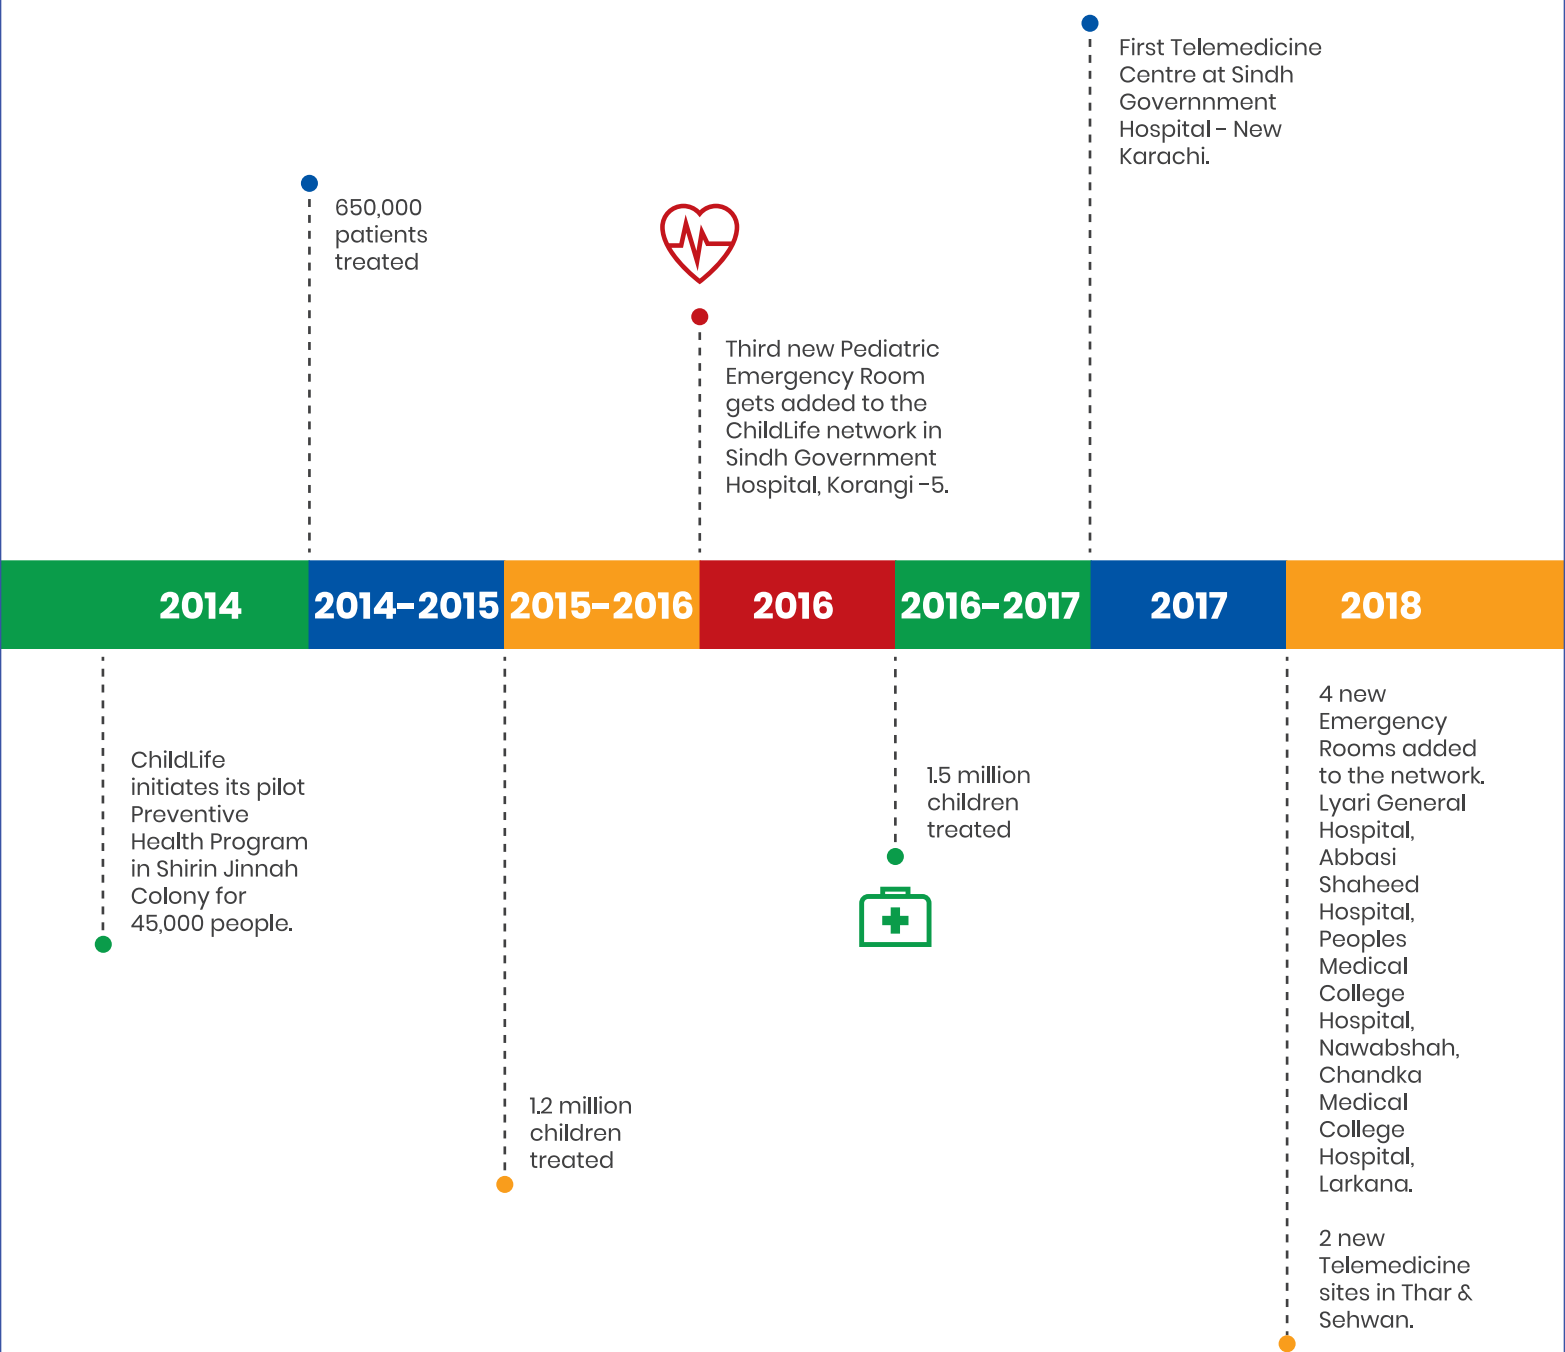 First Telemedicine
Centre at Sindh
Governnment
Hospital - New
Karachi.
650,000
patients
treated
Third new Pediatric
Emergency Room
gets added to the
ChildLife network in
Sindh Government
Hospital, Korangi -5.
2014
2014-2015
2015-2016
2016
2016-2017
2017
2018
ChildLife
initiates its pilot
Preventive
Health Program
in Shirin Jinnah
Colony for
45,000 people.
1.2 million
children
treated
1.5 million
children
treated
4 new
Emergency
Rooms added
to the network.
Lyari General
Hospital,
Abbasi
Shaheed
Hospital,
Peoples
Medical
College
Hospital,
Nawabshah,
Chandka
Medical
College
Hospital,
Larkana.
2 new
Telemedicine
sites in Thar &
Sehwan.